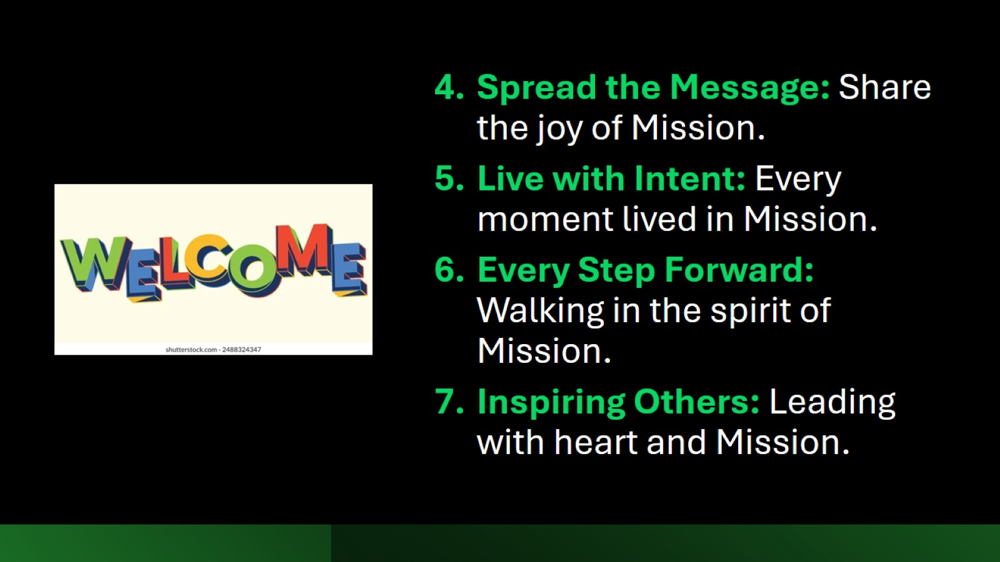 WELCOME
shutterstock.com · 2488324347
4. Spread the Message: Share
the joy of Mission.
5. Live with Intent: Every
moment lived in Mission.
6. Every Step Forward:
Walking in the spirit of
Mission.
7. Inspiring Others: Leading
with heart and Mission.